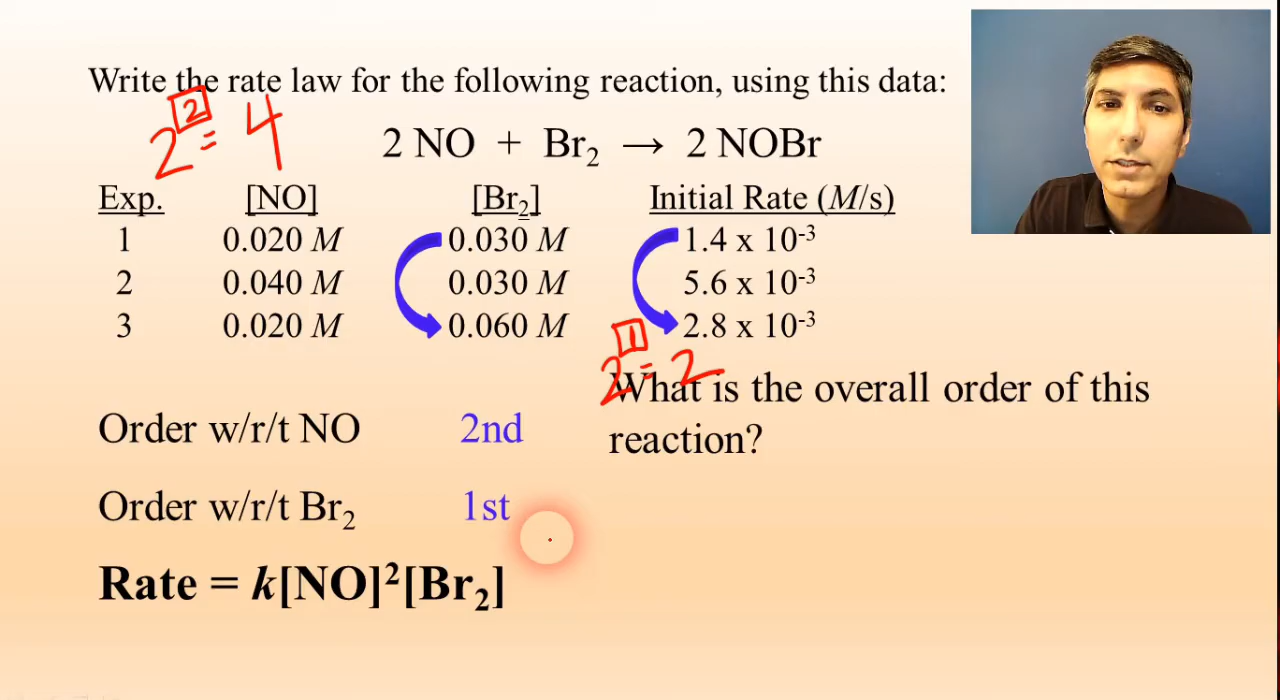 Write the rate law for the following reaction, using this data:
2² = 4
2 NO + Br₂ → 2 NOBr
Exp. [NO] [Br₂] Initial Rate (M/s)
1 0.020 M 0.030 M 1.4 x 10⁻³
2 0.040 M 0.030 M 5.6 x 10⁻³
3 0.020 M 0.060 M 2.8 x 10⁻³
2¹ = 2
What is the overall order of this
reaction?
Order w/r/t NO 2nd
Order w/r/t Br₂ 1st
Rate = k[NO]²[Br₂]